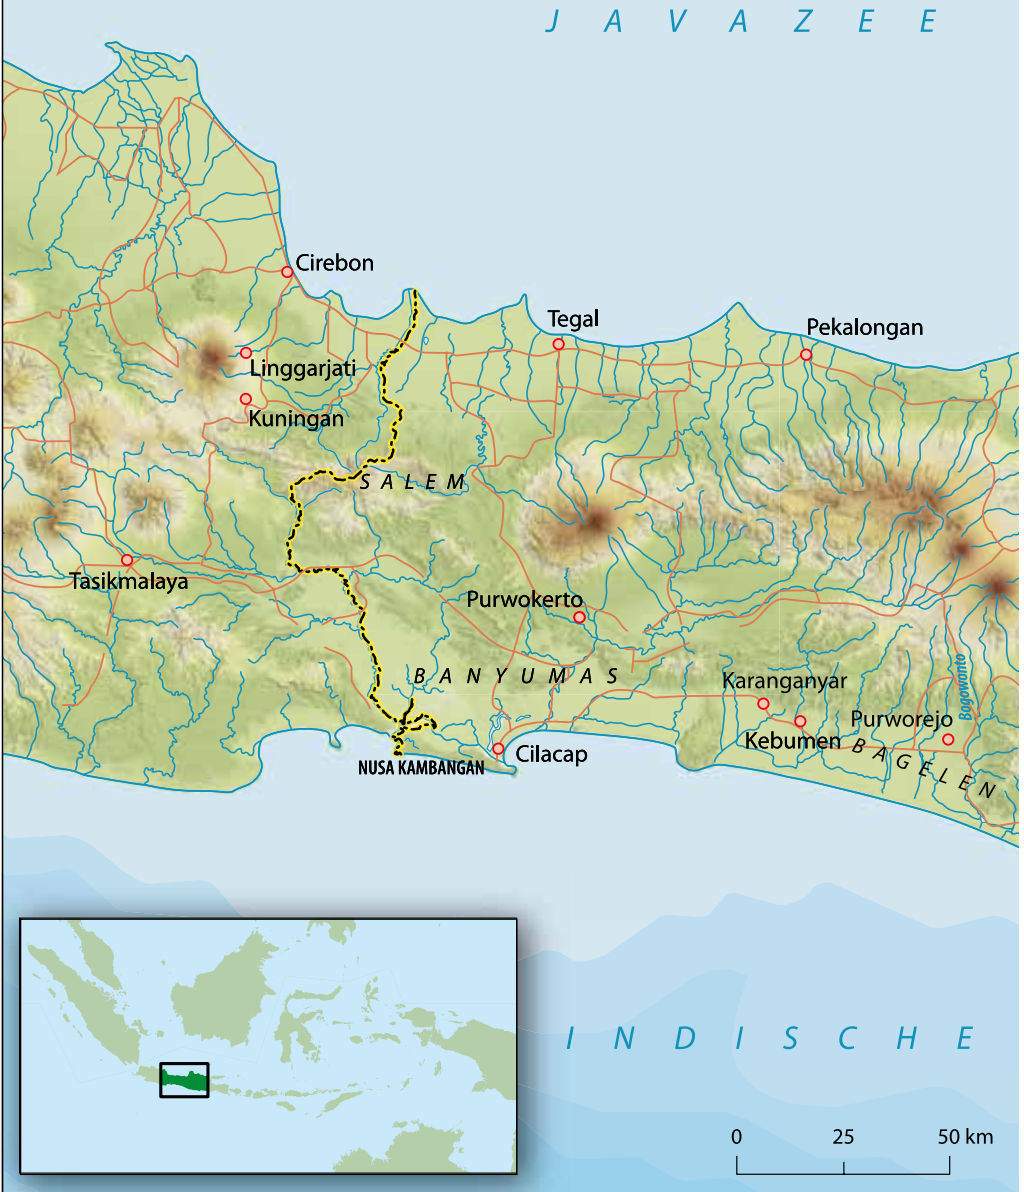 J A V A Z E E
Cirebon
Tegal
Pekalongan
Linggarjati
Kuningan
S A L E M
Tasikmalaya
Purwokerto
B A N Y U M A S
Karanganyar
Bogowonto
Purworejo
Kebumen
B A G E L E N
Cilacap
NUSA KAMBANGAN
I N D I S C H E
0 25 50 km